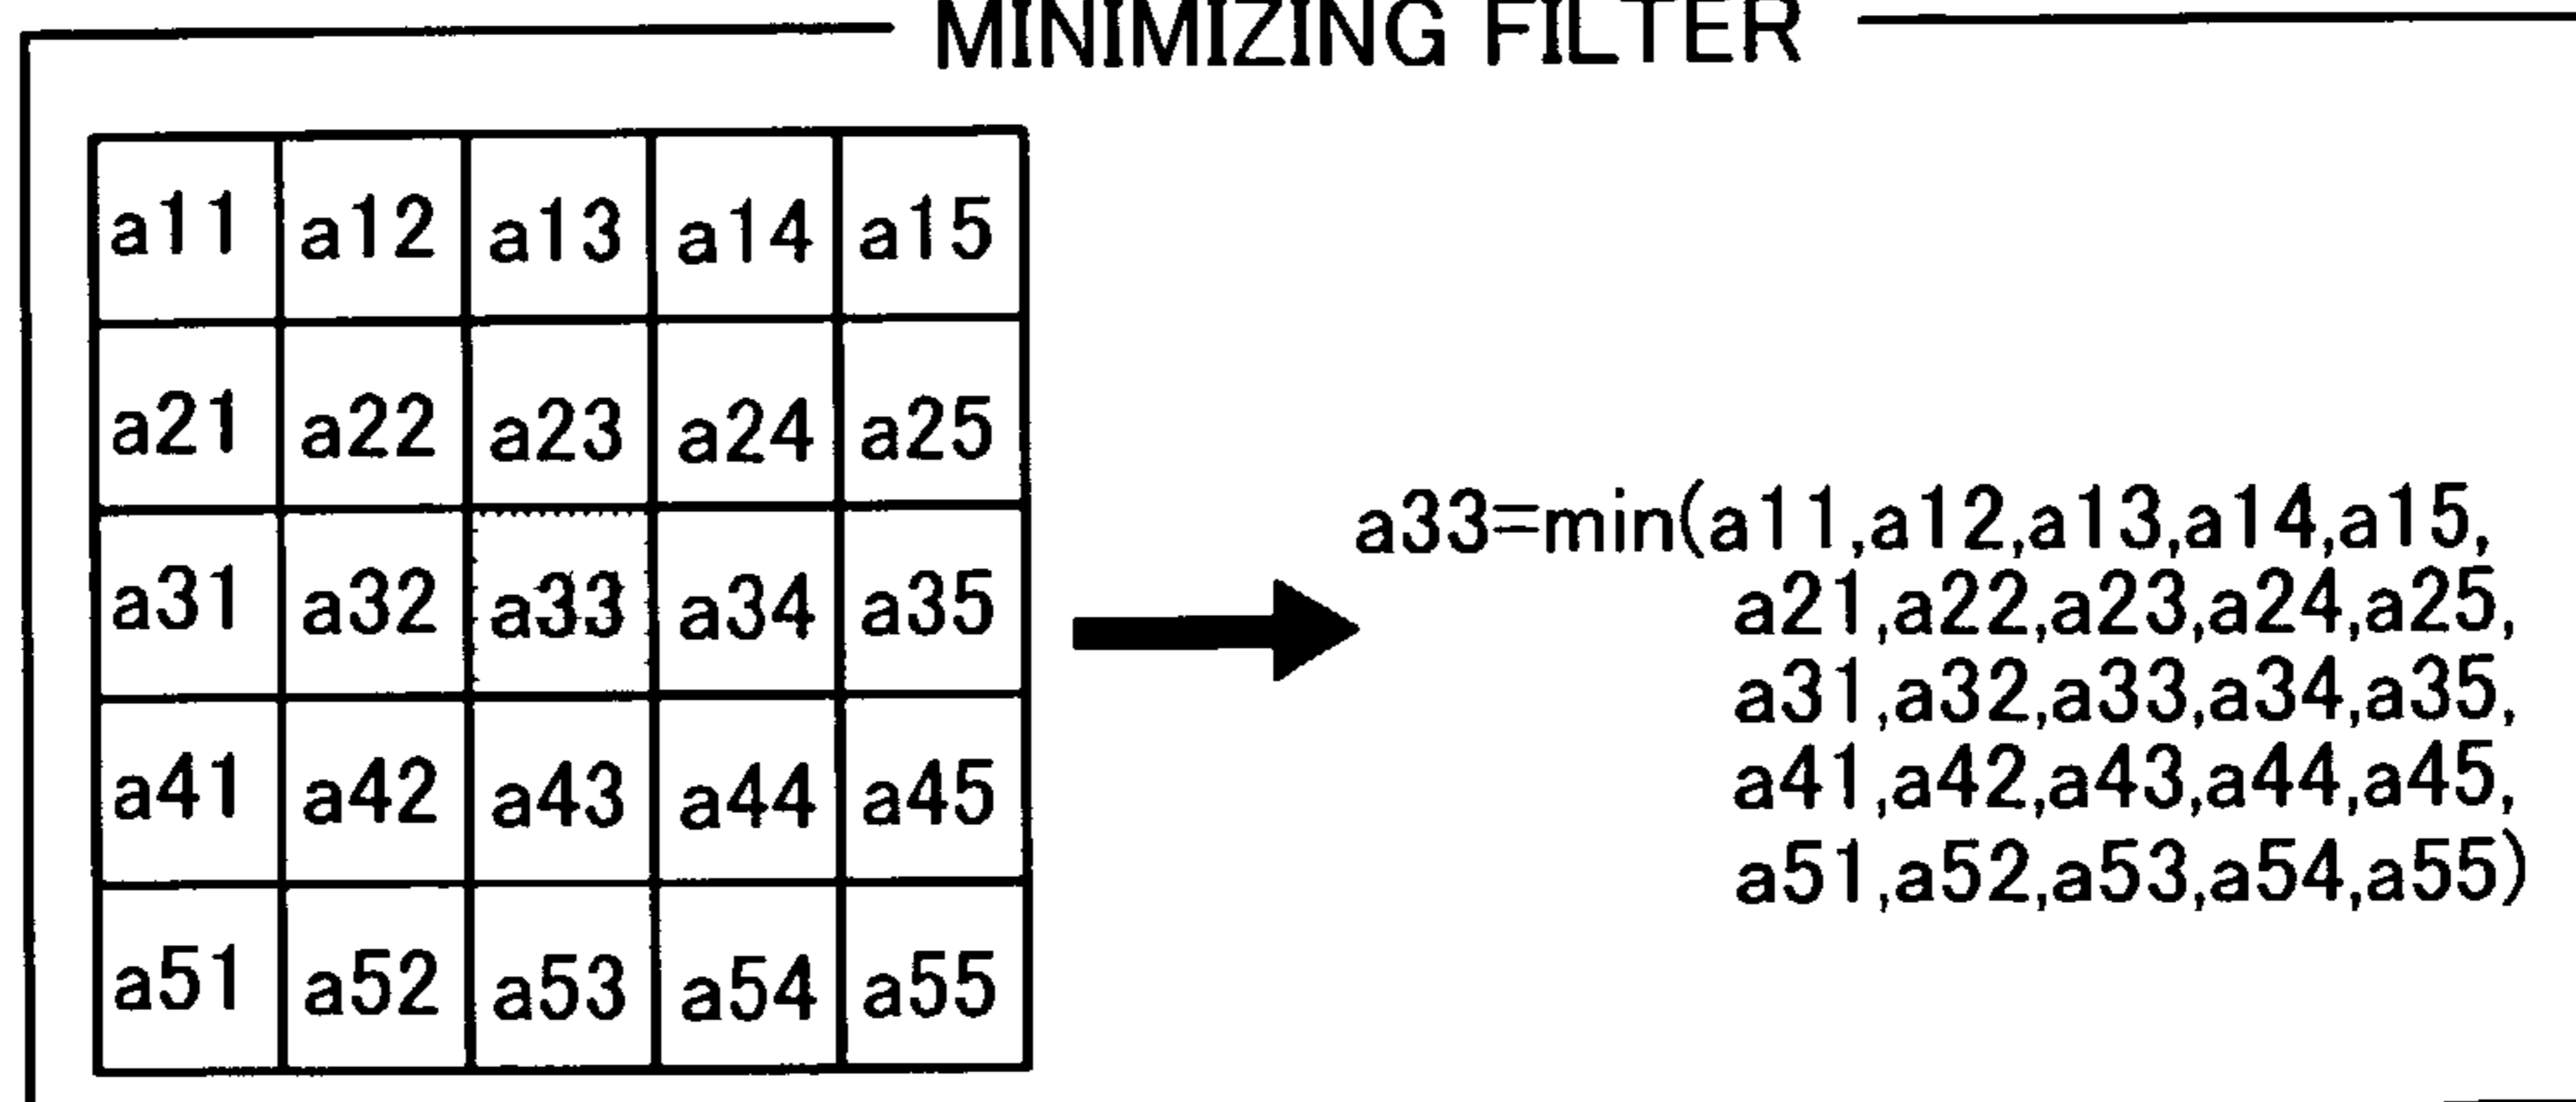 MINIMIZING FILTER
a11 a12 a13 a14 a15
a21 a22 a23 a24 a25
a31 a32 a33 a34 a35
a41 a42 a43 a44 a45
a51 a52 a53 a54 a55
a33=min(a11,a12,a13,a14,a15,
a21,a22,a23,a24,a25,
a31,a32,a33,a34,a35,
a41,a42,a43,a44,a45,
a51,a52,a53,a54,a55)